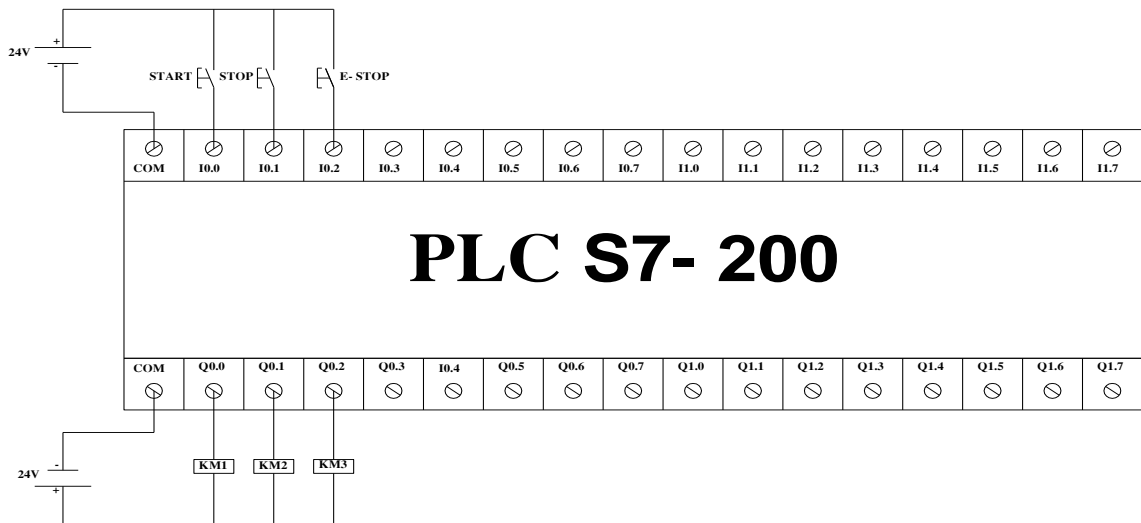 +
24V
-
START STOP E- STOP
COM I0.0 I0.1 I0.2 I0.3 I0.4 I0.5 I0.6 I0.7 I1.0 I1.1 I1.2 I1.3 I1.4 I1.5 I1.6 I1.7
PLC S7- 200
COM Q0.0 Q0.1 Q0.2 Q0.3 I0.4 Q0.5 Q0.6 Q0.7 Q1.0 Q1.1 Q1.2 Q1.3 Q1.4 Q1.5 Q1.6 Q1.7
-
24V
+
KM1 KM2 KM3